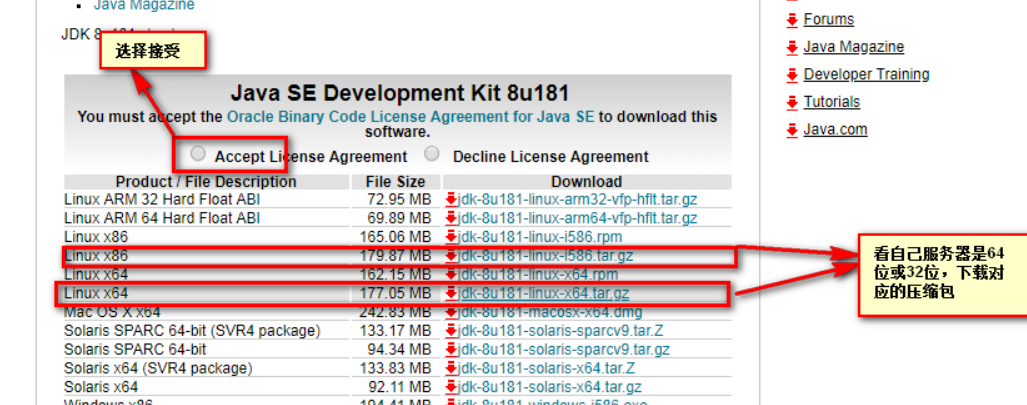 Java Magazine
JDK 8
选择接受
Java SE Development Kit 8u181
You must accept the Oracle Binary Code License Agreement for Java SE to download this
software.
Accept License Agreement Decline License Agreement
Product / File Description File Size Download
Linux ARM 32 Hard Float ABI 72.95 MB jdk-8u181-linux-arm32-vfp-hflt.tar.gz
Linux ARM 64 Hard Float ABI 69.89 MB jdk-8u181-linux-arm64-vfp-hflt.tar.gz
Linux x86 165.06 MB jdk-8u181-linux-i586.rpm
Linux x86 179.87 MB jdk-8u181-linux-i586.tar.gz
Linux x64 162.15 MB jdk-8u181-linux-x64.rpm
Linux x64 177.05 MB jdk-8u181-linux-x64.tar.gz
Mac OS X x64 242.83 MB jdk-8u181-macosx-x64.dmg
Solaris SPARC 64-bit (SVR4 package) 133.17 MB jdk-8u181-solaris-sparcv9.tar.Z
Solaris SPARC 64-bit 94.34 MB jdk-8u181-solaris-sparcv9.tar.gz
Solaris x64 (SVR4 package) 133.83 MB jdk-8u181-solaris-x64.tar.Z
Solaris x64 92.11 MB jdk-8u181-solaris-x64.tar.gz
Windows x86 194.41 MB jdk-8u181-windows-i586.exe
Forums
Java Magazine
Developer Training
Tutorials
Java.com
看自己服务器是64
位或32位，下载对
应的压缩包